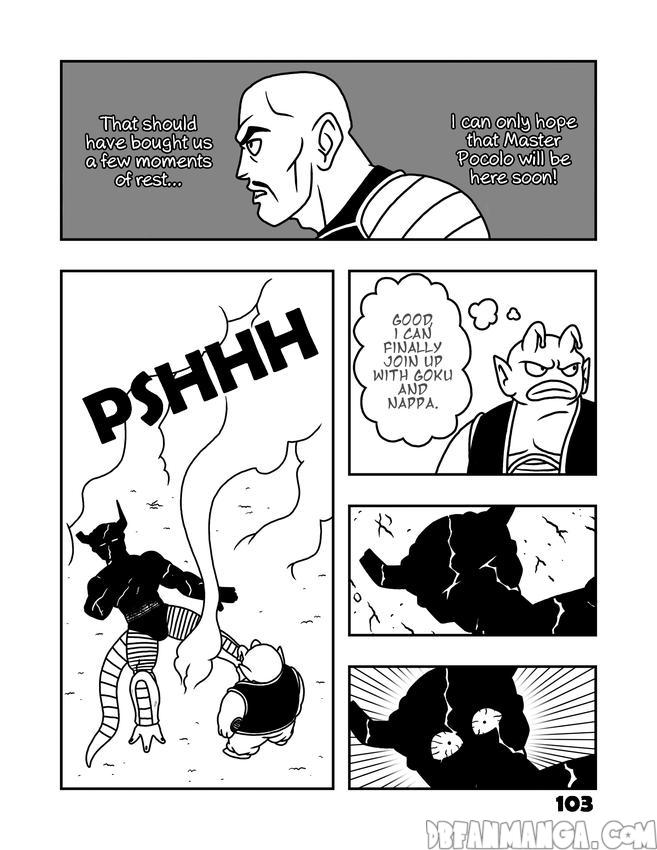 That should
have bought us
a few moments
of rest...
I can only hope
that Master
Pocolo will be
here soon!
PSHHH
GOOD,
I CAN
FINALLY
JOIN UP
WITH GOKU
AND
NAPPA.
103
DBFANMANGA.COM